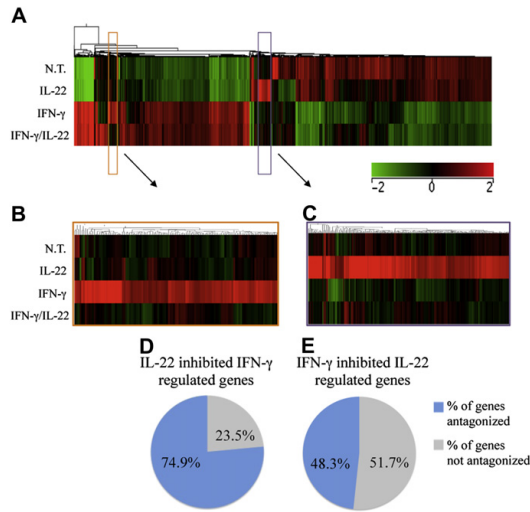 A
N.T.
IL-22
IFN-γ
IFN-γ/IL-22
-2 0 2
B
N.T.
IL-22
IFN-γ
IFN-γ/IL-22
C
D
IL-22 inhibited IFN-γ
regulated genes
74.9%
23.5%
E
IFN-γ inhibited IL-22
regulated genes
48.3%
51.7%
% of genes
antagonized
% of genes
not antagonized